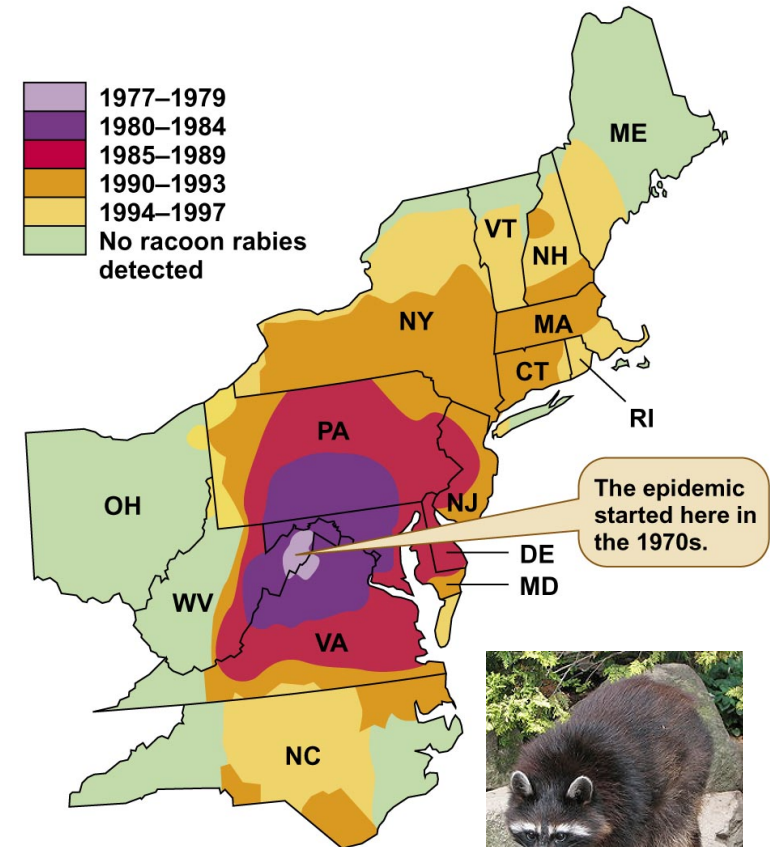 1977–1979
1980–1984
1985–1989
1990–1993
1994–1997
No racoon rabies
detected
ME
VT
NH
NY
MA
CT
RI
PA
OH
NJ
The epidemic
started here in
the 1970s.
DE
MD
WV
VA
NC